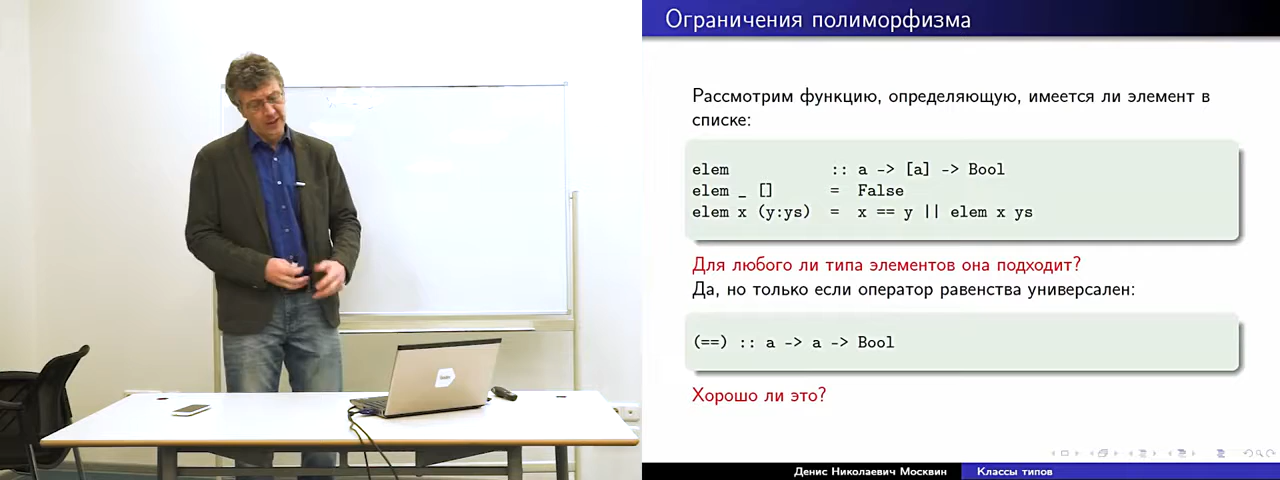 Ограничения полиморфизма
Рассмотрим функцию, определяющую, имеется ли элемент в
списке:
elem :: a -> [a] -> Bool
elem _ [] = False
elem x (y:ys) = x == y || elem x ys
Для любого ли типа элементов она подходит?
Да, но только если оператор равенства универсален:
(==) :: a -> a -> Bool
Хорошо ли это?
Денис Николаевич Москвин Классы типов